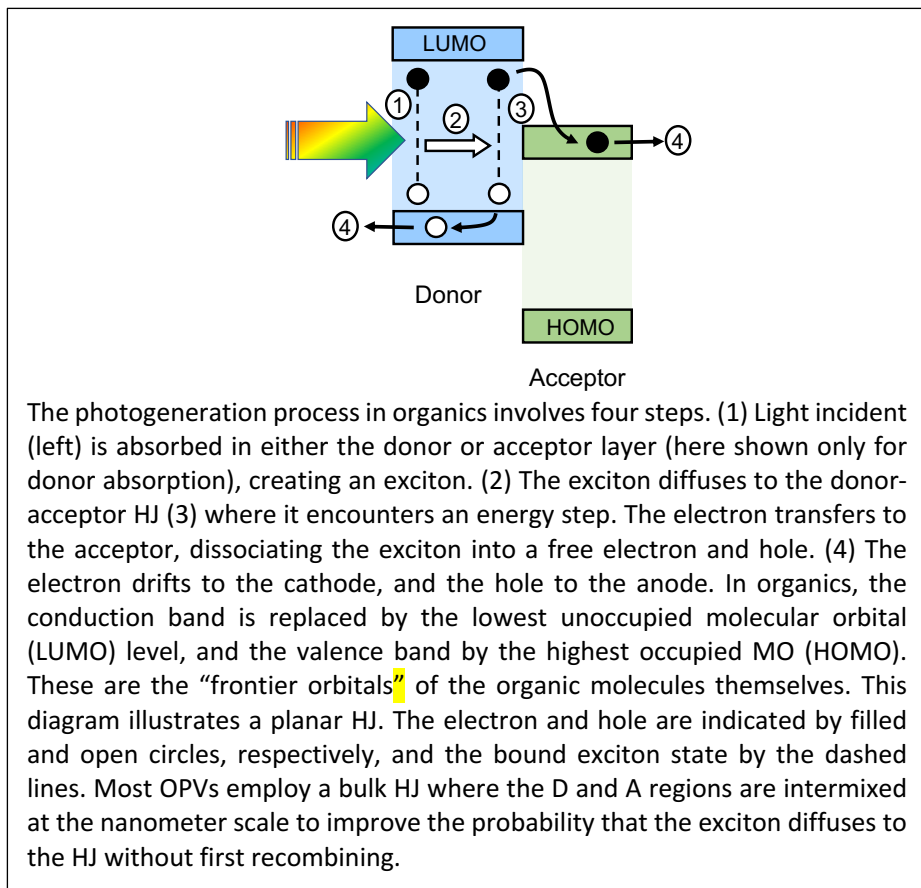 LUMO
1
2
3
4
4
Donor
HOMO
Acceptor
The photogeneration process in organics involves four steps. (1) Light incident
(left) is absorbed in either the donor or acceptor layer (here shown only for
donor absorption), creating an exciton. (2) The exciton diffuses to the donor-
acceptor HJ (3) where it encounters an energy step. The electron transfers to
the acceptor, dissociating the exciton into a free electron and hole. (4) The
electron drifts to the cathode, and the hole to the anode. In organics, the
conduction band is replaced by the lowest unoccupied molecular orbital
(LUMO) level, and the valence band by the highest occupied MO (HOMO).
These are the “frontier orbitals” of the organic molecules themselves. This
diagram illustrates a planar HJ. The electron and hole are indicated by filled
and open circles, respectively, and the bound exciton state by the dashed
lines. Most OPVs employ a bulk HJ where the D and A regions are intermixed
at the nanometer scale to improve the probability that the exciton diffuses to
the HJ without first recombining.